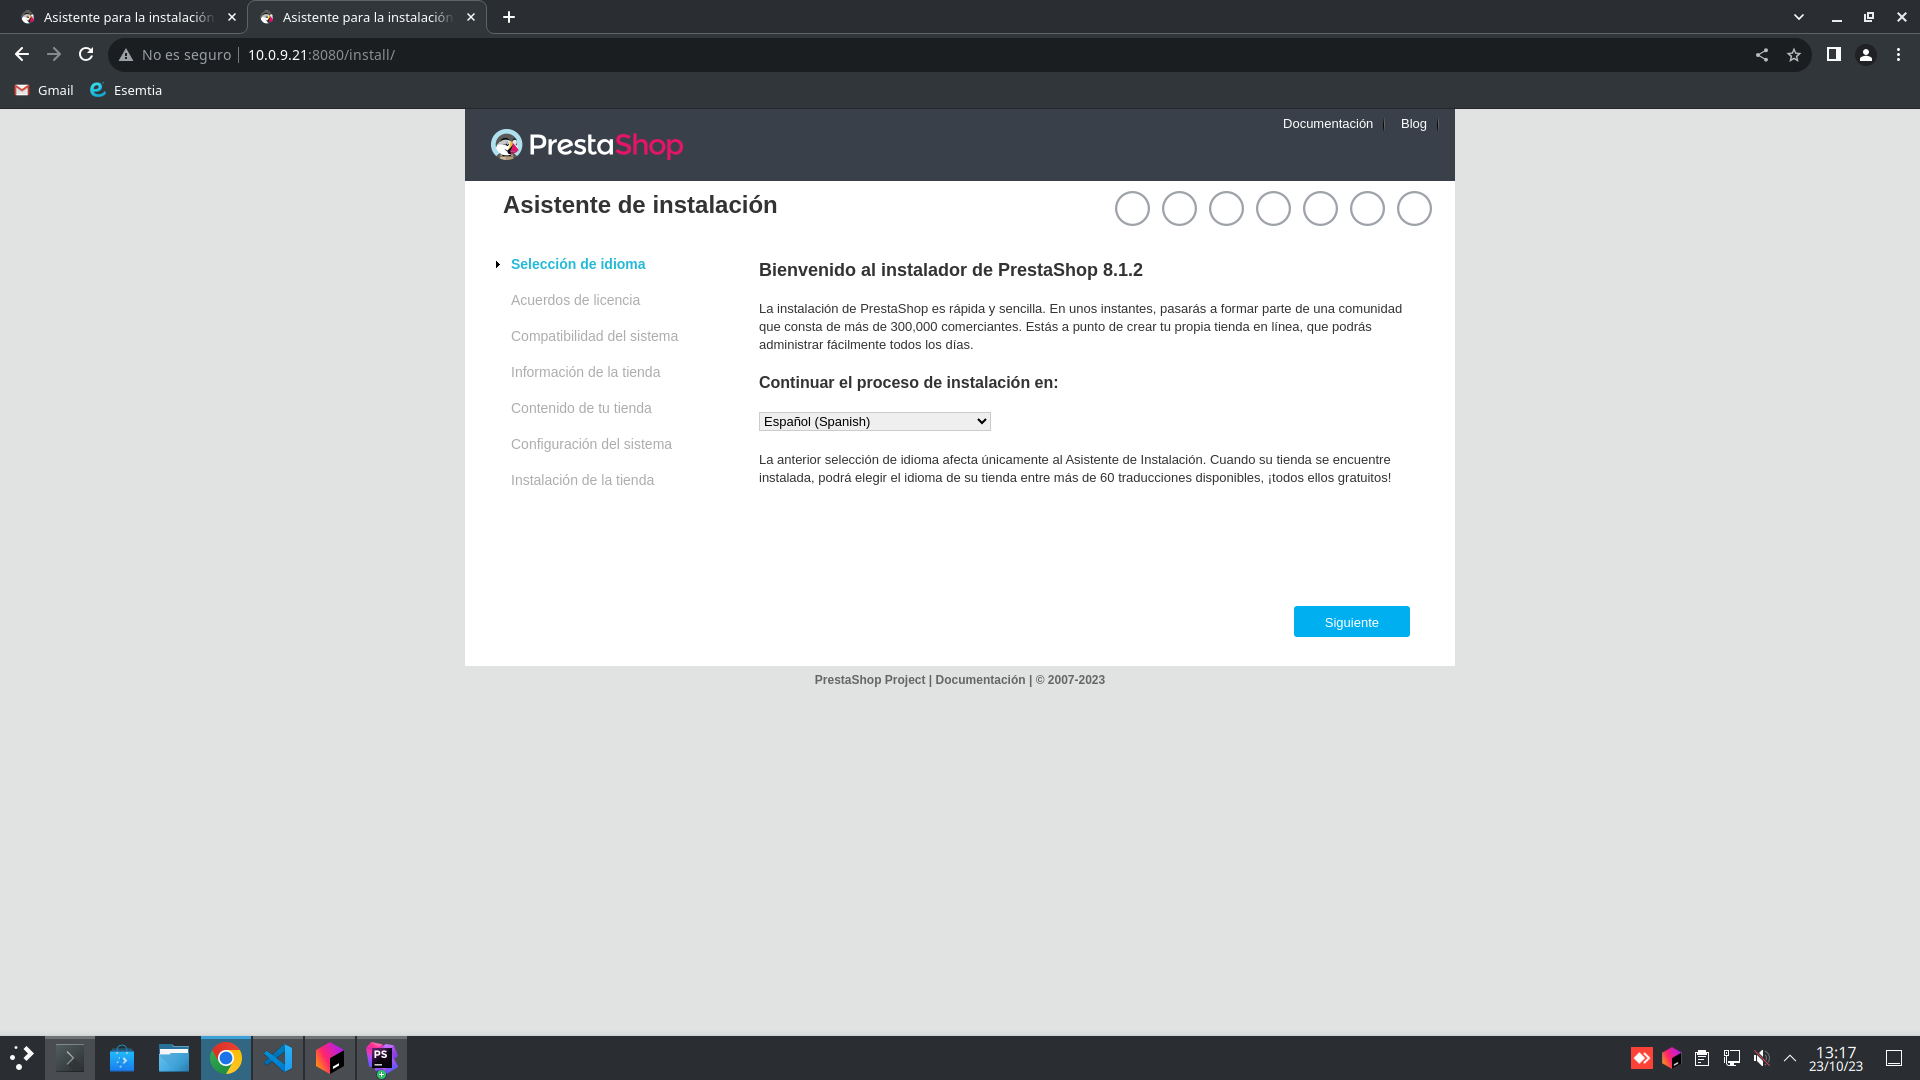 Asistente para la instalación
Asistente para la instalación
No es seguro
10.0.9.21:8080/install/
Gmail
Esemtia
Documentación
Blog
PrestaShop
Asistente de instalación
Selección de idioma
Acuerdos de licencia
Compatibilidad del sistema
Información de la tienda
Contenido de tu tienda
Configuración del sistema
Instalación de la tienda
Bienvenido al instalador de PrestaShop 8.1.2
La instalación de PrestaShop es rápida y sencilla. En unos instantes, pasarás a formar parte de una comunidad
que consta de más de 300,000 comerciantes. Estás a punto de crear tu propia tienda en línea, que podrás
administrar fácilmente todos los días.
Continuar el proceso de instalación en:
Español (Spanish)
La anterior selección de idioma afecta únicamente al Asistente de Instalación. Cuando su tienda se encuentre
instalada, podrá elegir el idioma de su tienda entre más de 60 traducciones disponibles, ¡todos ellos gratuitos!
Siguiente
PrestaShop Project | Documentación | © 2007-2023
PS
13:17
23/10/23